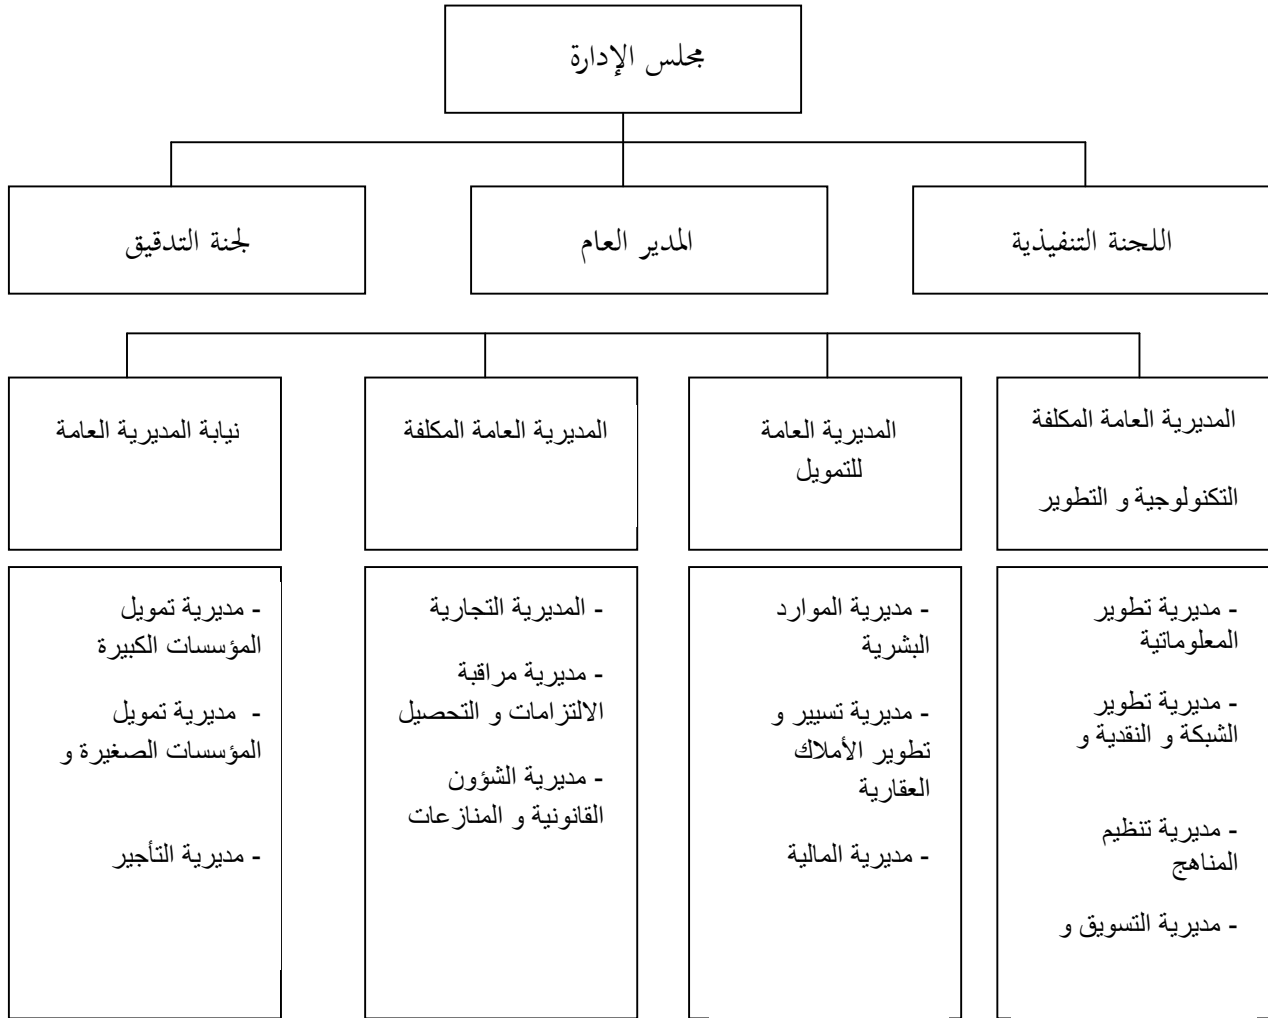 مجلس الإدارة
اللجنة التنفيذية
المدير العام
لجنة التدقيق
المديرية العامة المكلفة
التكنولوجية و التطوير
المديرية العامة
للتمويل
المديرية العامة المكلفة
نيابة المديرية العامة
- مديرية تطوير
المعلوماتية
- مديرية تطوير
الشبكة و النقدية و
- مديرية تنظيم
المناهج
- مديرية التسويق و
- مديرية الموارد
البشرية
- مديرية تسيير و
تطوير الأملاك
العقارية
- مديرية المالية
- المديرية التجارية
- مديرية مراقبة
الالتزامات و التحصيل
- مديرية الشؤون
القانونية و المنازعات
- مديرية تمويل
المؤسسات الكبيرة
- مديرية تمويل
المؤسسات الصغيرة و
- مديرية التأجير